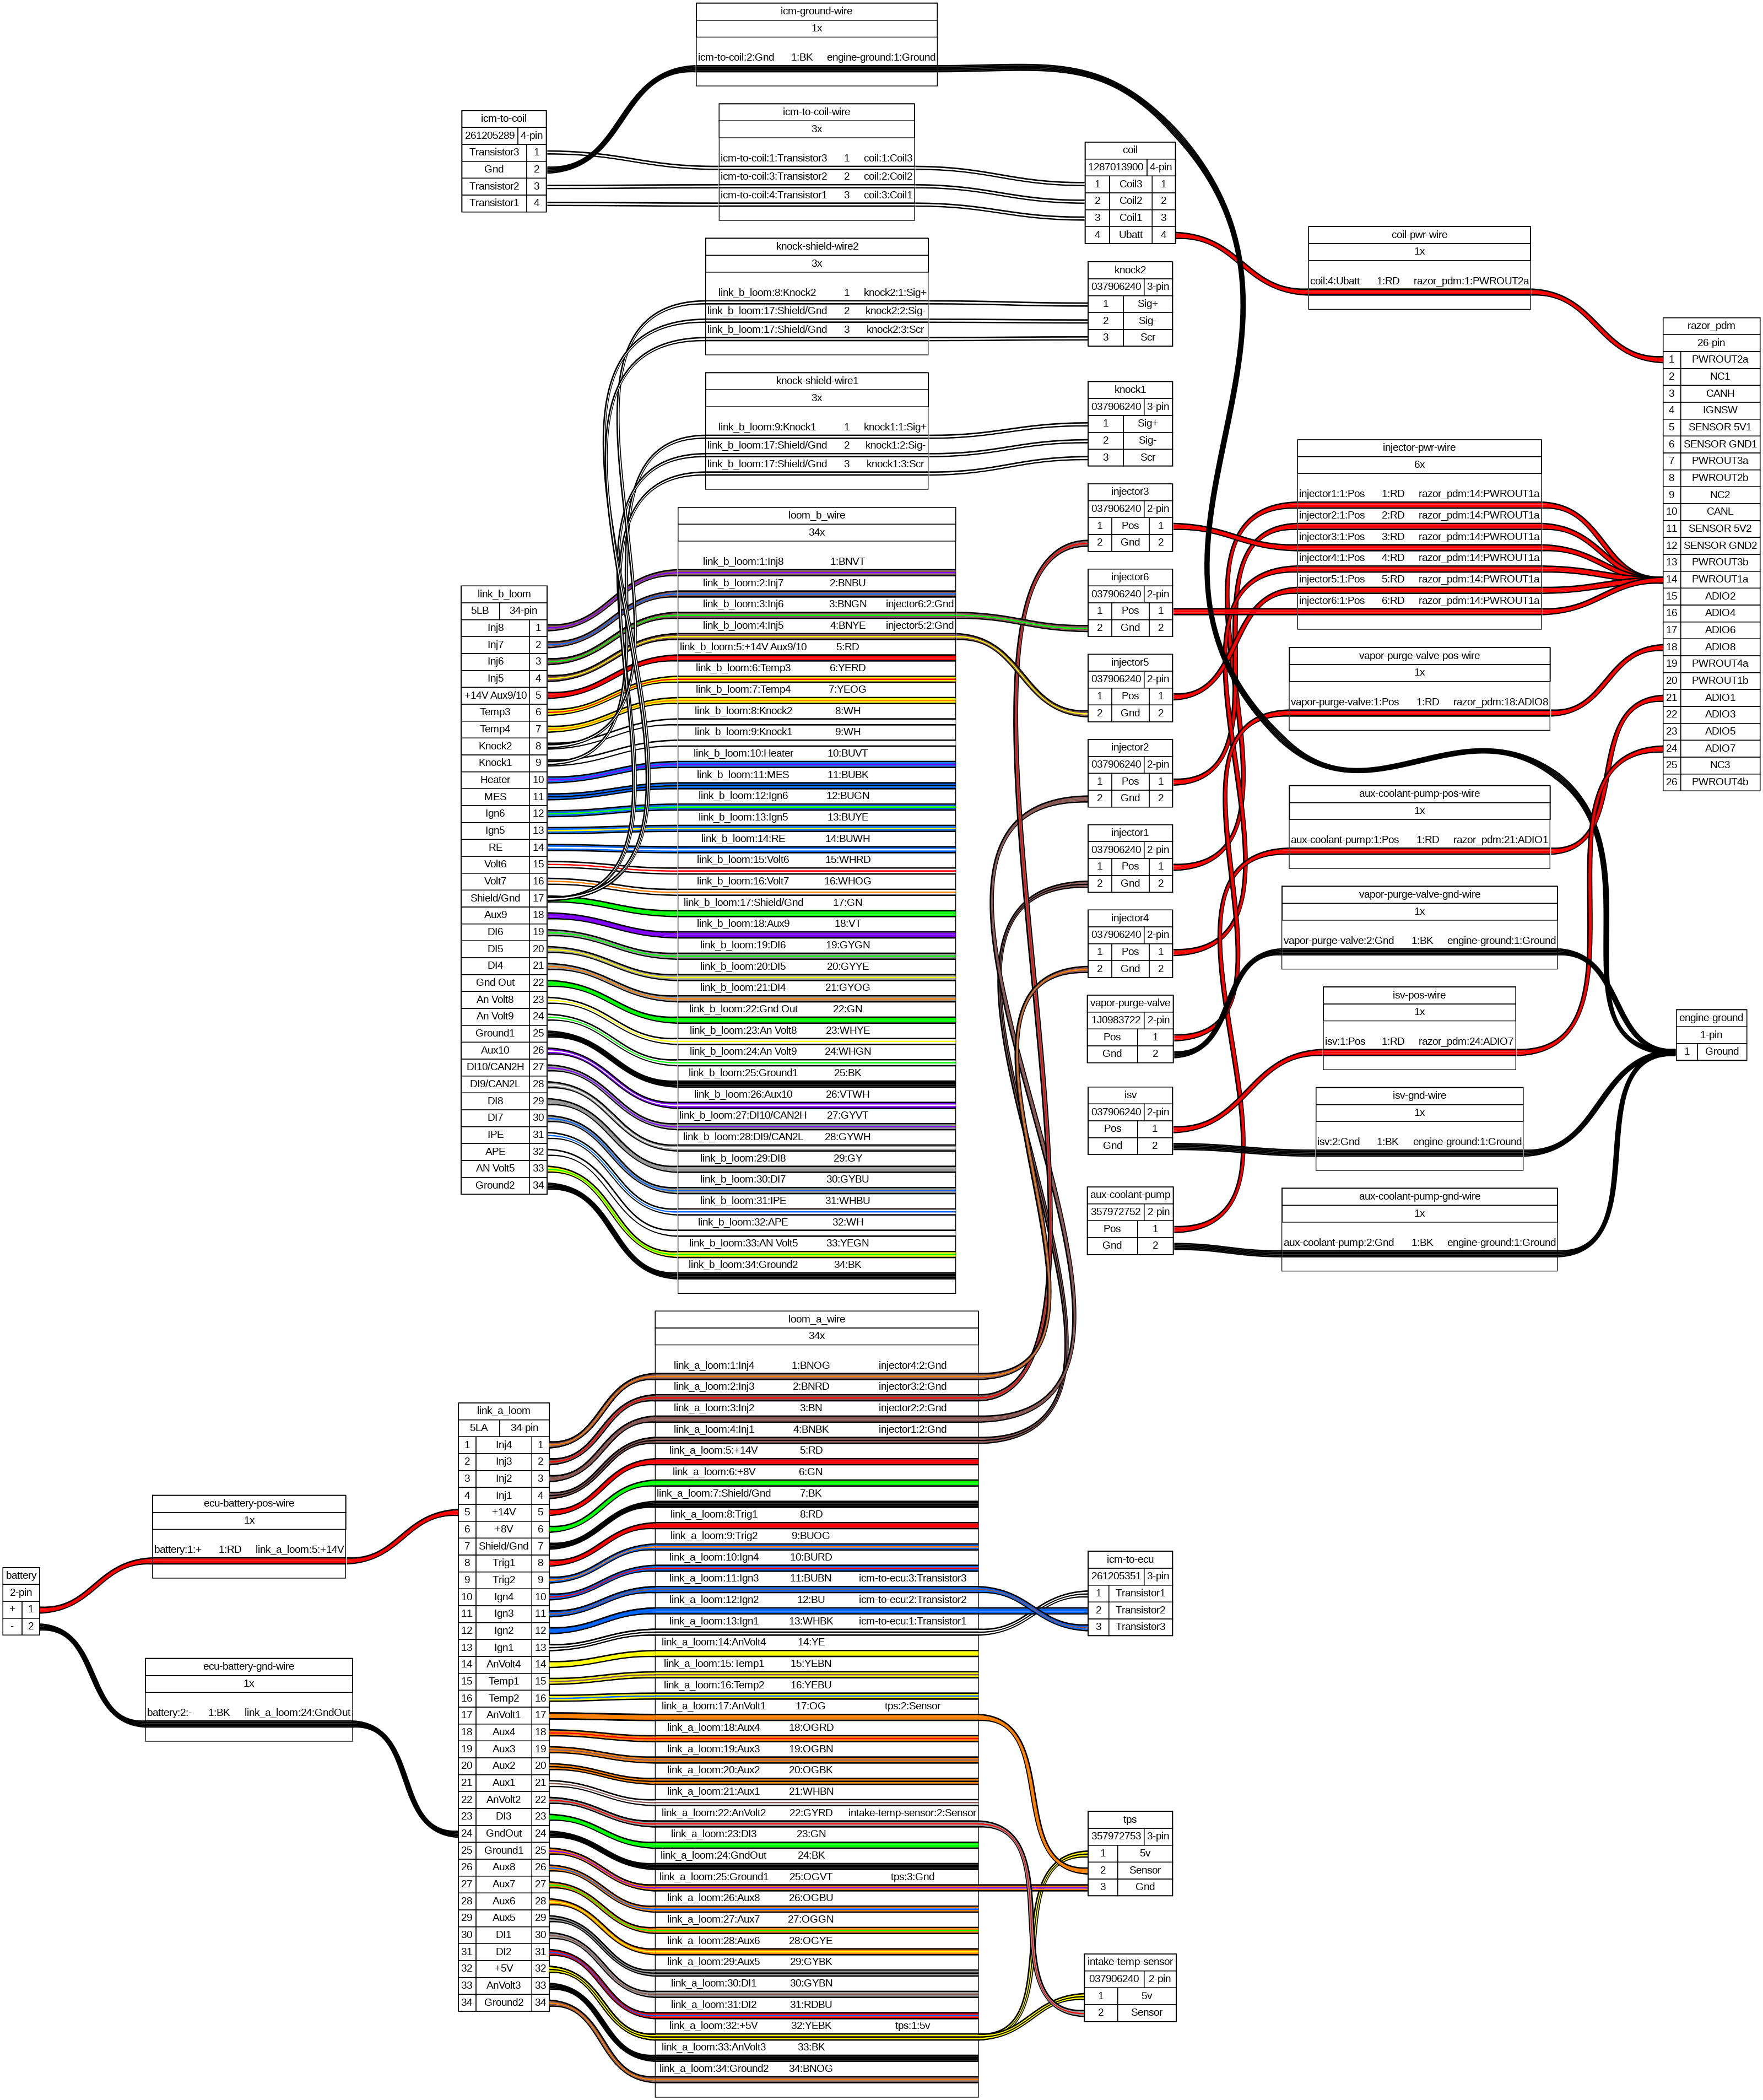 icm-ground-wire
1x
icm-to-coil:2:Gnd 1:BK engine-ground:1:Ground
icm-to-coil
261205289 4-pin
Transistor3 1
Gnd 2
Transistor2 3
Transistor1 4
icm-to-coil-wire
3x
icm-to-coil:1:Transistor3 1 coil:1:Coil3
icm-to-coil:3:Transistor2 2 coil:2:Coil2
icm-to-coil:4:Transistor1 3 coil:3:Coil1
coil
1287013900 4-pin
1 Coil3 1
2 Coil2 2
3 Coil1 3
4 Ubatt 4
coil-pwr-wire
1x
coil:4:Ubatt 1:RD razor_pdm:1:PWROUT2a
knock-shield-wire2
3x
link_b_loom:8:Knock2 1 knock2:1:Sig+
link_b_loom:17:Shield/Gnd 2 knock2:2:Sig-
link_b_loom:17:Shield/Gnd 3 knock2:3:Scr
knock2
037906240 3-pin
1 Sig+
2 Sig-
3 Scr
knock-shield-wire1
3x
link_b_loom:9:Knock1 1 knock1:1:Sig+
link_b_loom:17:Shield/Gnd 2 knock1:2:Sig-
link_b_loom:17:Shield/Gnd 3 knock1:3:Scr
knock1
037906240 3-pin
1 Sig+
2 Sig-
3 Scr
razor_pdm
26-pin
1 PWROUT2a
2 NC1
3 CANH
4 IGNSW
5 SENSOR 5V1
6 SENSOR GND1
7 PWROUT3a
8 PWROUT2b
9 NC2
10 CANL
11 SENSOR 5V2
12 SENSOR GND2
13 PWROUT3b
14 PWROUT1a
15 ADIO2
16 ADIO4
17 ADIO6
18 ADIO8
19 PWROUT4a
20 PWROUT1b
21 ADIO1
22 ADIO3
23 ADIO5
24 ADIO7
25 NC3
26 PWROUT4b
injector-pwr-wire
6x
injector1:1:Pos 1:RD razor_pdm:14:PWROUT1a
injector2:1:Pos 2:RD razor_pdm:14:PWROUT1a
injector3:1:Pos 3:RD razor_pdm:14:PWROUT1a
injector4:1:Pos 4:RD razor_pdm:14:PWROUT1a
injector5:1:Pos 5:RD razor_pdm:14:PWROUT1a
injector6:1:Pos 6:RD razor_pdm:14:PWROUT1a
link_b_loom
5LB 34-pin
Inj8 1
Inj7 2
Inj6 3
Inj5 4
+14V Aux9/10 5
Temp3 6
Temp4 7
Knock2 8
Knock1 9
Heater 10
MES 11
Ign6 12
Ign5 13
RE 14
Volt6 15
Volt7 16
Shield/Gnd 17
Aux9 18
DI6 19
DI5 20
DI4 21
Gnd Out 22
An Volt8 23
An Volt9 24
Ground1 25
Aux10 26
DI10/CAN2H 27
DI9/CAN2L 28
DI8 29
DI7 30
IPE 31
APE 32
AN Volt5 33
Ground2 34
loom_b_wire
34x
link_b_loom:1:Inj8 1:BNVT
link_b_loom:2:Inj7 2:BNBU
link_b_loom:3:Inj6 3:BNGN injector6:2:Gnd
link_b_loom:4:Inj5 4:BNYE injector5:2:Gnd
link_b_loom:5:+14V Aux9/10 5:RD
link_b_loom:6:Temp3 6:YERD
link_b_loom:7:Temp4 7:YEOG
link_b_loom:8:Knock2 8:WH
link_b_loom:9:Knock1 9:WH
link_b_loom:10:Heater 10:BUVT
link_b_loom:11:MES 11:BUBK
link_b_loom:12:Ign6 12:BUGN
link_b_loom:13:Ign5 13:BUYE
link_b_loom:14:RE 14:BUWH
link_b_loom:15:Volt6 15:WHRD
link_b_loom:16:Volt7 16:WHOG
link_b_loom:17:Shield/Gnd 17:GN
link_b_loom:18:Aux9 18:VT
link_b_loom:19:DI6 19:GYGN
link_b_loom:20:DI5 20:GYYE
link_b_loom:21:DI4 21:GYOG
link_b_loom:22:Gnd Out 22:GN
link_b_loom:23:An Volt8 23:WHYE
link_b_loom:24:An Volt9 24:WHGN
link_b_loom:25:Ground1 25:BK
link_b_loom:26:Aux10 26:VTWH
link_b_loom:27:DI10/CAN2H 27:GYVT
link_b_loom:28:DI9/CAN2L 28:GYWH
link_b_loom:29:DI8 29:GY
link_b_loom:30:DI7 30:GYBU
link_b_loom:31:IPE 31:WHBU
link_b_loom:32:APE 32:WH
link_b_loom:33:AN Volt5 33:YEGN
link_b_loom:34:Ground2 34:BK
injector3
037906240 2-pin
1 Pos 1
2 Gnd 2
injector6
037906240 2-pin
1 Pos 1
2 Gnd 2
injector5
037906240 2-pin
1 Pos 1
2 Gnd 2
injector2
037906240 2-pin
1 Pos 1
2 Gnd 2
injector1
037906240 2-pin
1 Pos 1
2 Gnd 2
injector4
037906240 2-pin
1 Pos 1
2 Gnd 2
vapor-purge-valve
1J0983722 2-pin
Pos 1
Gnd 2
isv
037906240 2-pin
Pos 1
Gnd 2
aux-coolant-pump
357972752 2-pin
Pos 1
Gnd 2
vapor-purge-valve-pos-wire
1x
vapor-purge-valve:1:Pos 1:RD razor_pdm:18:ADIO8
aux-coolant-pump-pos-wire
1x
aux-coolant-pump:1:Pos 1:RD razor_pdm:21:ADIO1
vapor-purge-valve-gnd-wire
1x
vapor-purge-valve:2:Gnd 1:BK engine-ground:1:Ground
isv-pos-wire
1x
isv:1:Pos 1:RD razor_pdm:24:ADIO7
isv-gnd-wire
1x
isv:2:Gnd 1:BK engine-ground:1:Ground
aux-coolant-pump-gnd-wire
1x
aux-coolant-pump:2:Gnd 1:BK engine-ground:1:Ground
engine-ground
1-pin
1 Ground
battery
2-pin
+ 1
- 2
ecu-battery-pos-wire
1x
battery:1:+ 1:RD link_a_loom:5:+14V
ecu-battery-gnd-wire
1x
battery:2:- 1:BK link_a_loom:24:GndOut
link_a_loom
5LA 34-pin
1 Inj4 1
2 Inj3 2
3 Inj2 3
4 Inj1 4
5 +14V 5
6 +8V 6
7 Shield/Gnd 7
8 Trig1 8
9 Trig2 9
10 Ign4 10
11 Ign3 11
12 Ign2 12
13 Ign1 13
14 AnVolt4 14
15 Temp1 15
16 Temp2 16
17 AnVolt1 17
18 Aux4 18
19 Aux3 19
20 Aux2 20
21 Aux1 21
22 AnVolt2 22
23 DI3 23
24 GndOut 24
25 Ground1 25
26 Aux8 26
27 Aux7 27
28 Aux6 28
29 Aux5 29
30 DI1 30
31 DI2 31
32 +5V 32
33 AnVolt3 33
34 Ground2 34
loom_a_wire
34x
link_a_loom:1:Inj4 1:BNOG injector4:2:Gnd
link_a_loom:2:Inj3 2:BNRD injector3:2:Gnd
link_a_loom:3:Inj2 3:BN injector2:2:Gnd
link_a_loom:4:Inj1 4:BNBK injector1:2:Gnd
link_a_loom:5:+14V 5:RD
link_a_loom:6:+8V 6:GN
link_a_loom:7:Shield/Gnd 7:BK
link_a_loom:8:Trig1 8:RD
link_a_loom:9:Trig2 9:BUOG
link_a_loom:10:Ign4 10:BURD
link_a_loom:11:Ign3 11:BUBN icm-to-ecu:3:Transistor3
link_a_loom:12:Ign2 12:BU icm-to-ecu:2:Transistor2
link_a_loom:13:Ign1 13:WHBK icm-to-ecu:1:Transistor1
link_a_loom:14:AnVolt4 14:YE
link_a_loom:15:Temp1 15:YEBN
link_a_loom:16:Temp2 16:YEBU
link_a_loom:17:AnVolt1 17:OG tps:2:Sensor
link_a_loom:18:Aux4 18:OGRD
link_a_loom:19:Aux3 19:OGBN
link_a_loom:20:Aux2 20:OGBK
link_a_loom:21:Aux1 21:WHBN
link_a_loom:22:AnVolt2 22:GYRD intake-temp-sensor:2:Sensor
link_a_loom:23:DI3 23:GN
link_a_loom:24:GndOut 24:BK
link_a_loom:25:Ground1 25:OGVT tps:3:Gnd
link_a_loom:26:Aux8 26:OGBU
link_a_loom:27:Aux7 27:OGGN
link_a_loom:28:Aux6 28:OGYE
link_a_loom:29:Aux5 29:GYBK
link_a_loom:30:DI1 30:GYBN
link_a_loom:31:DI2 31:RDBU
link_a_loom:32:+5V 32:YEBK tps:1:5v
link_a_loom:33:AnVolt3 33:BK
link_a_loom:34:Ground2 34:BNOG
icm-to-ecu
261205351 3-pin
1 Transistor1
2 Transistor2
3 Transistor3
tps
357972753 3-pin
1 5v
2 Sensor
3 Gnd
intake-temp-sensor
037906240 2-pin
1 5v
2 Sensor